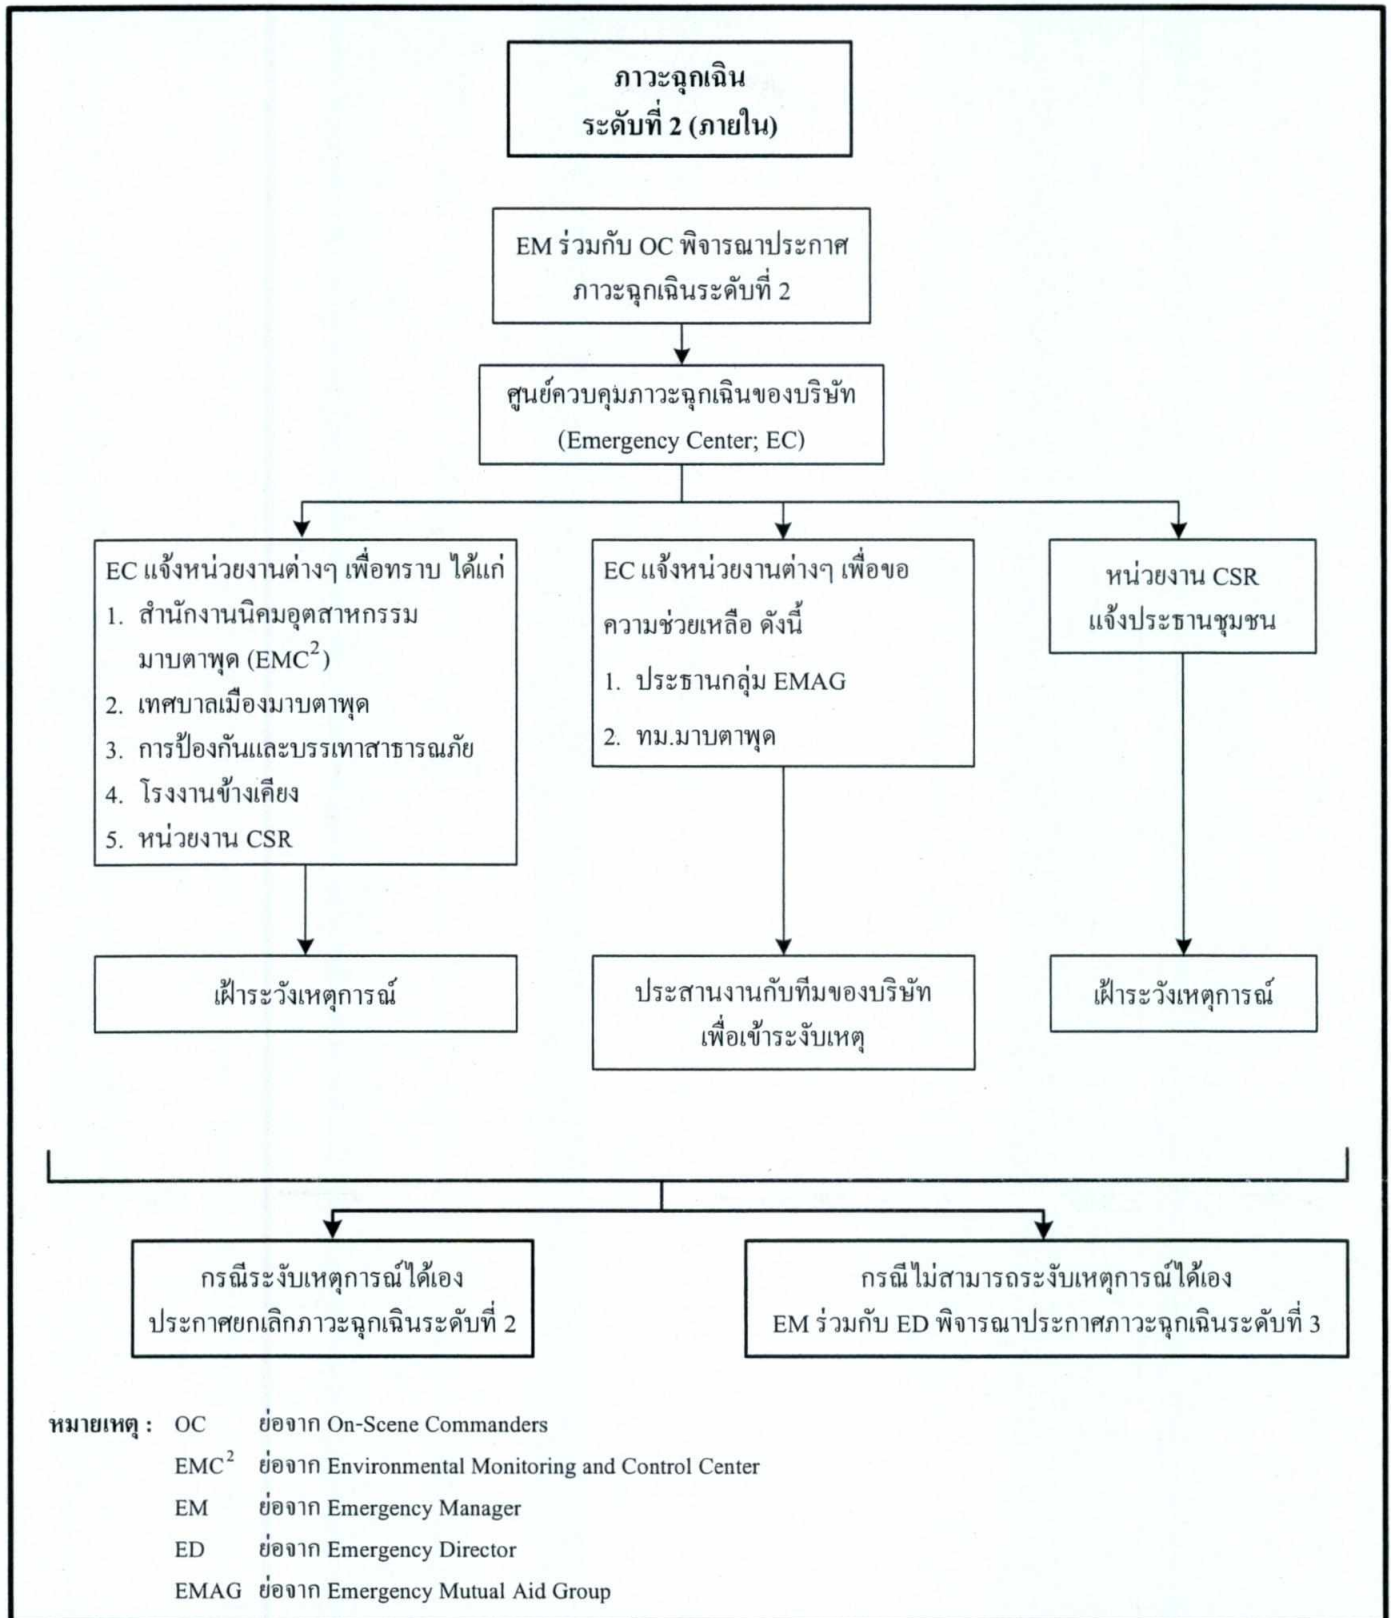 ภาวะฉุกเฉิน
ระดับที่ 2 (ภายใน)
EM ร่วมกับ OC พิจารณาประกาศ
ภาวะฉุกเฉินระดับที่ 2
ศูนย์ควบคุมภาวะฉุกเฉินของบริษัท
(Emergency Center; EC)
EC แจ้งหน่วยงานต่างๆ เพื่อทราบ ได้แก่
1. สำนักงานนิคมอุตสาหกรรม
มาบตาพุด (EMC²)
2. เทศบาลเมืองมาบตาพุด
3. การป้องกันและบรรเทาสาธารณภัย
4. โรงงานข้างเคียง
5. หน่วยงาน CSR
EC แจ้งหน่วยงานต่างๆ เพื่อขอ
ความช่วยเหลือ ดังนี้
1. ประธานกลุ่ม EMAG
2. ทม.มาบตาพุด
หน่วยงาน CSR
แจ้งประธานชุมชน
เฝ้าระวังเหตุการณ์
ประสานงานกับทีมของบริษัท
เพื่อเข้าระงับเหตุ
เฝ้าระวังเหตุการณ์
กรณีระงับเหตุการณ์ได้เอง
ประกาศยกเลิกภาวะฉุกเฉินระดับที่ 2
กรณีไม่สามารถระงับเหตุการณ์ได้เอง
EM ร่วมกับ ED พิจารณาประกาศภาวะฉุกเฉินระดับที่ 3
หมายเหตุ : OC ย่อจาก On-Scene Commanders
EMC² ย่อจาก Environmental Monitoring and Control Center
EM ย่อจาก Emergency Manager
ED ย่อจาก Emergency Director
EMAG ย่อจาก Emergency Mutual Aid Group